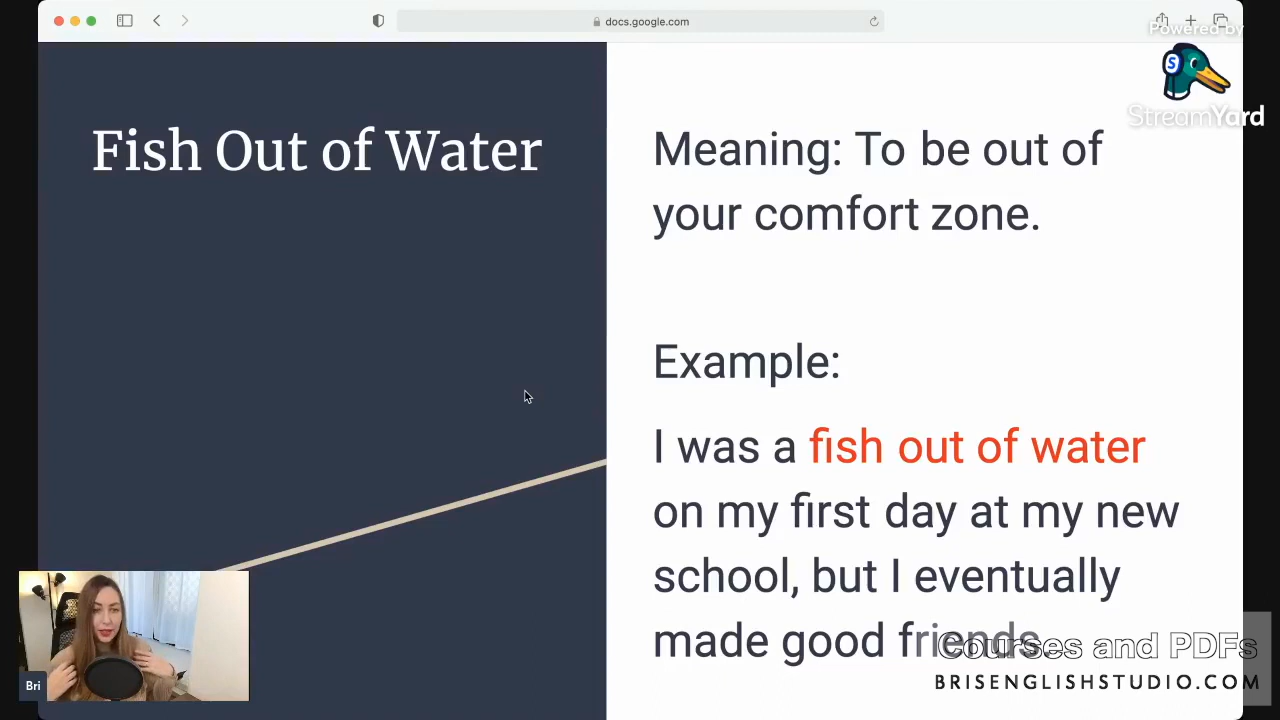 docs.google.com
Powered by
StreamYard
Fish Out of Water
Meaning: To be out of
your comfort zone.
Example:
I was a fish out of water
on my first day at my new
school, but I eventually
made good friends.
Bri
Courses and PDFs
BRISENGLISHSTUDIO.COM